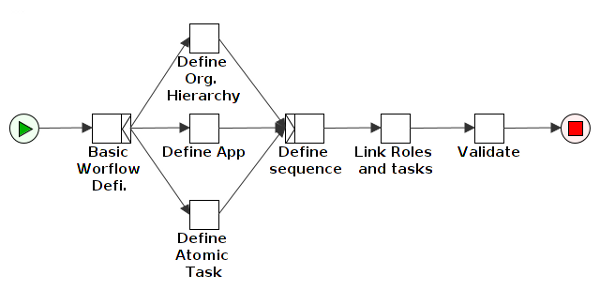 Define
Org.
Hierarchy
Basic
Worflow
Defi.
Define App
Define
sequence
Link Roles
and tasks
Validate
Define
Atomic
Task